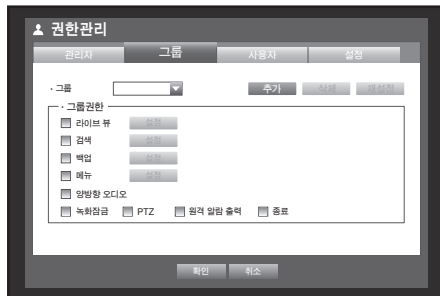 권한관리
관리자 그룹 사용자 설정
· 그룹 추가 삭제 재설정
· 그룹권한
라이브 뷰 설정
검색 설정
백업 설정
메뉴 설정
양방향 오디오
녹화잠금 PTZ 원격 알람 출력 종료
확인 취소